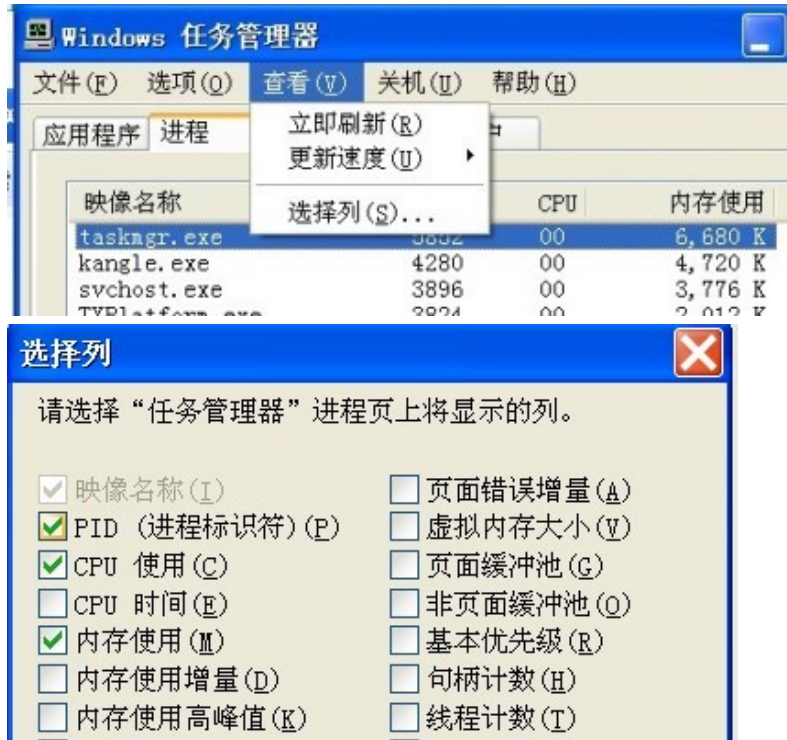 Windows 任务管理器
文件(F) 选项(O) 查看(V) 关机(U) 帮助(H)
应用程序 进程
立即刷新(R)
更新速度(U)
选择列(S)...
映像名称 CPU 内存使用
taskmgr.exe 00 6,680 K
kangle.exe 4280 00 4,720 K
svchost.exe 3896 00 3,776 K
选择列
请选择“任务管理器”进程页上将显示的列。
映像名称(I) 页面错误增量(A)
PID (进程标识符)(P) 虚拟内存大小(V)
CPU 使用(C) 页面缓冲池(G)
CPU 时间(E) 非页面缓冲池(O)
内存使用(M) 基本优先级(R)
内存使用增量(D) 句柄计数(H)
内存使用高峰值(K) 线程计数(T)